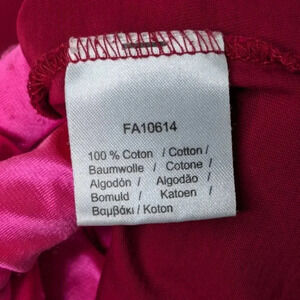 FA10614
100 % Coton / Cotton /
Baumwolle / Cotone /
Algodón / Algodão /
Bomuld / Katoen /
Βαμβάκι / Koton